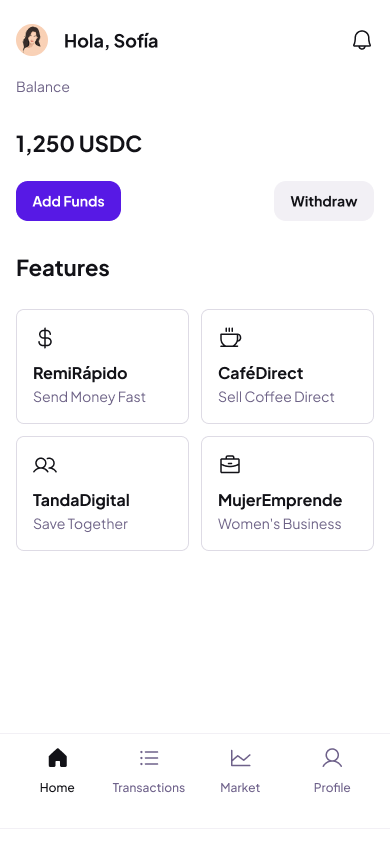 Hola, Sofía
Balance
1,250 USDC
Add Funds
Withdraw
Features
RemiRápido
Send Money Fast
CaféDirect
Sell Coffee Direct
TandaDigital
Save Together
MujerEmprende
Women's Business
Home
Transactions
Market
Profile